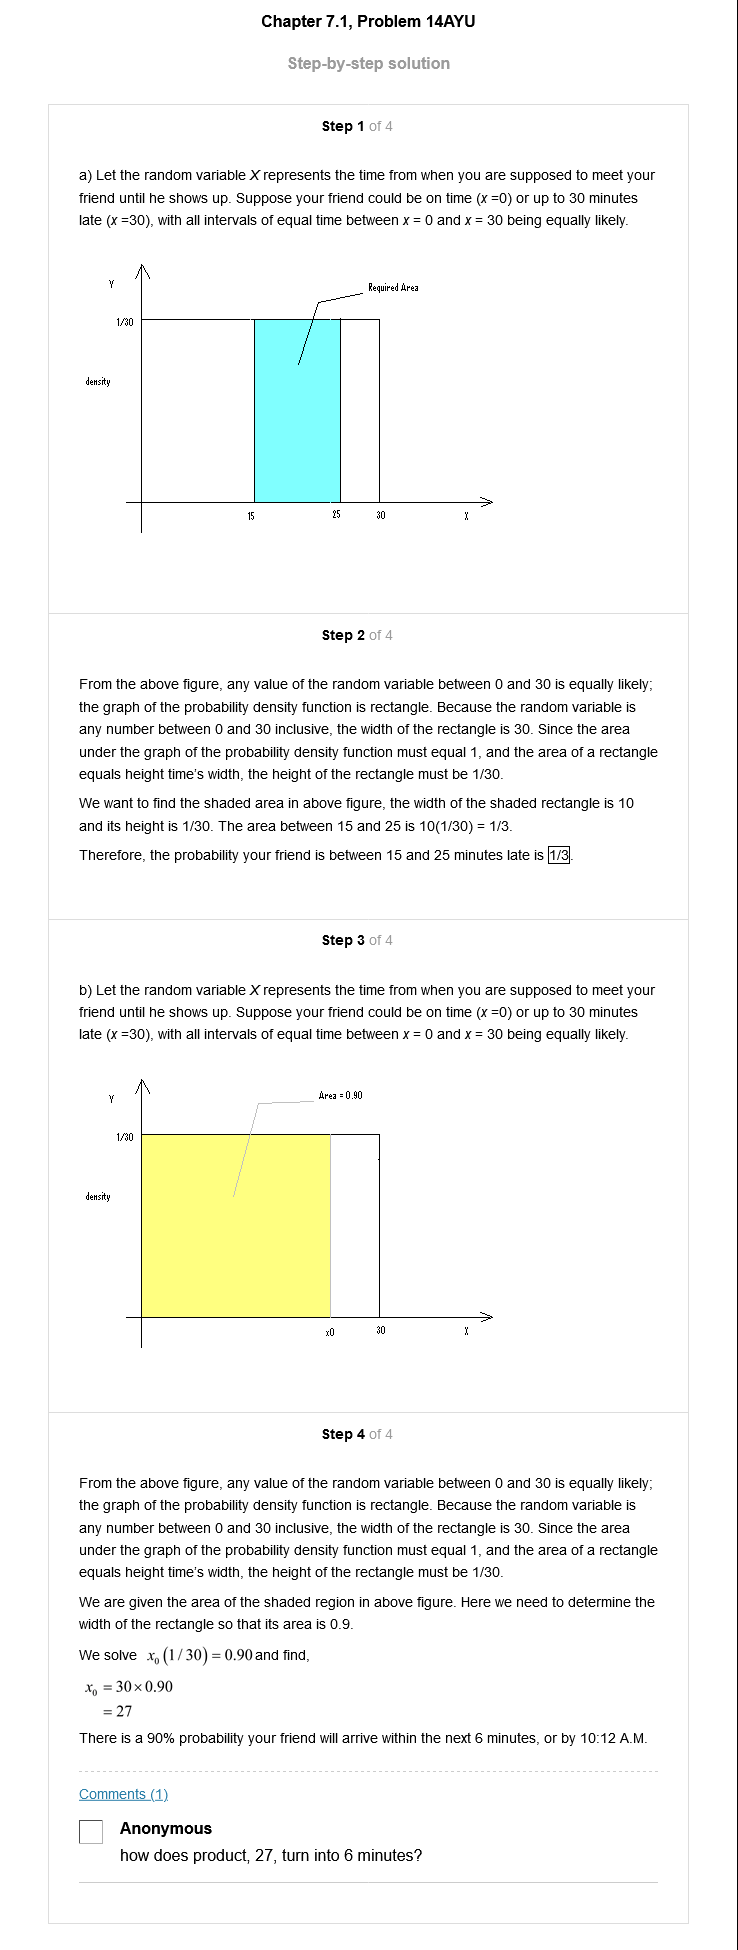 Chapter 7.1, Problem 14AYU
Step-by-step solution
Step 1 of 4
a) Let the random variable X represents the time from when you are supposed to meet your
friend until he shows up. Suppose your friend could be on time (x =0) or up to 30 minutes
late (x =30), with all intervals of equal time between x = 0 and x = 30 being equally likely.
Y
Required Area
1/30
density
15
25
30
X
Step 2 of 4
From the above figure, any value of the random variable between 0 and 30 is equally likely;
the graph of the probability density function is rectangle. Because the random variable is
any number between 0 and 30 inclusive, the width of the rectangle is 30. Since the area
under the graph of the probability density function must equal 1, and the area of a rectangle
equals height time's width, the height of the rectangle must be 1/30.
We want to find the shaded area in above figure, the width of the shaded rectangle is 10
and its height is 1/30. The area between 15 and 25 is 10(1/30) = 1/3.
Therefore, the probability your friend is between 15 and 25 minutes late is 1/3.
Step 3 of 4
b) Let the random variable X represents the time from when you are supposed to meet your
friend until he shows up. Suppose your friend could be on time (x =0) or up to 30 minutes
late (x =30), with all intervals of equal time between x = 0 and x = 30 being equally likely.
Y
Area = 0.90
1/30
density
x0
30
X
Step 4 of 4
From the above figure, any value of the random variable between 0 and 30 is equally likely;
the graph of the probability density function is rectangle. Because the random variable is
any number between 0 and 30 inclusive, the width of the rectangle is 30. Since the area
under the graph of the probability density function must equal 1, and the area of a rectangle
equals height time's width, the height of the rectangle must be 1/30.
We are given the area of the shaded region in above figure. Here we need to determine the
width of the rectangle so that its area is 0.9.
We solve x₀(1/30) = 0.90 and find,
x₀ = 30×0.90
= 27
There is a 90% probability your friend will arrive within the next 6 minutes, or by 10:12 A.M.
Comments (1)
Anonymous
how does product, 27, turn into 6 minutes?